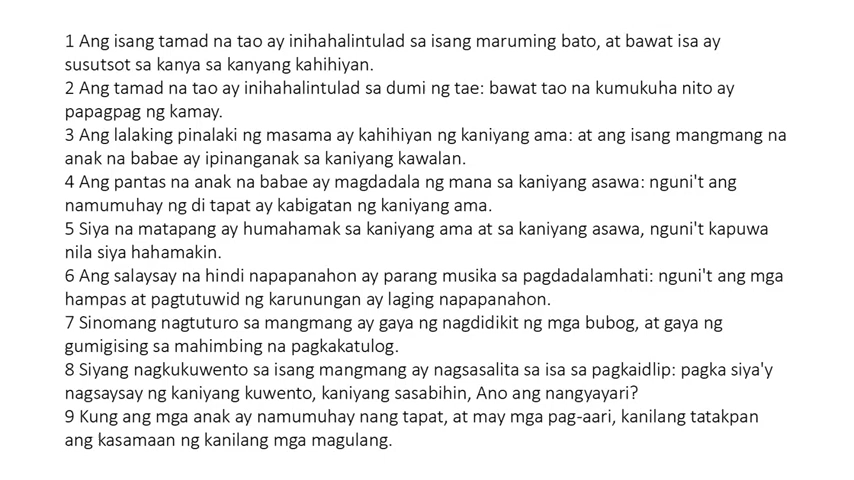 1 Ang isang tamad na tao ay inihahalintulad sa isang maruming bato, at bawat isa ay
susutsot sa kanya sa kanyang kahihiyan.
2 Ang tamad na tao ay inihahalintulad sa dumi ng tae: bawat tao na kumukuha nito ay
papagpag ng kamay.
3 Ang lalaking pinalaki ng masama ay kahihiyan ng kaniyang ama: at ang isang mangmang na
anak na babae ay ipinanganak sa kaniyang kawalan.
4 Ang pantas na anak na babae ay magdadala ng mana sa kaniyang asawa: nguni't ang
namumuhay ng di tapat ay kabigatan ng kaniyang ama.
5 Siya na matapang ay humahamak sa kaniyang ama at sa kaniyang asawa, nguni't kapuwa
nila siya hahamakin.
6 Ang salaysay na hindi napapanahon ay parang musika sa pagdadalamhati: nguni't ang mga
hampas at pagtutuwid ng karunungan ay laging napapanahon.
7 Sinomang nagtuturo sa mangmang ay gaya ng nagdidikit ng mga bubog, at gaya ng
gumigising sa mahimbing na pagkakatulog.
8 Siyang nagkukuwento sa isang mangmang ay nagsasalita sa isa sa pagkaidlip: pagka siya'y
nagsaysay ng kaniyang kuwento, kaniyang sasabihin, Ano ang nangyayari?
9 Kung ang mga anak ay namumuhay nang tapat, at may mga pag-aari, kanilang tatakpan
ang kasamaan ng kanilang mga magulang.